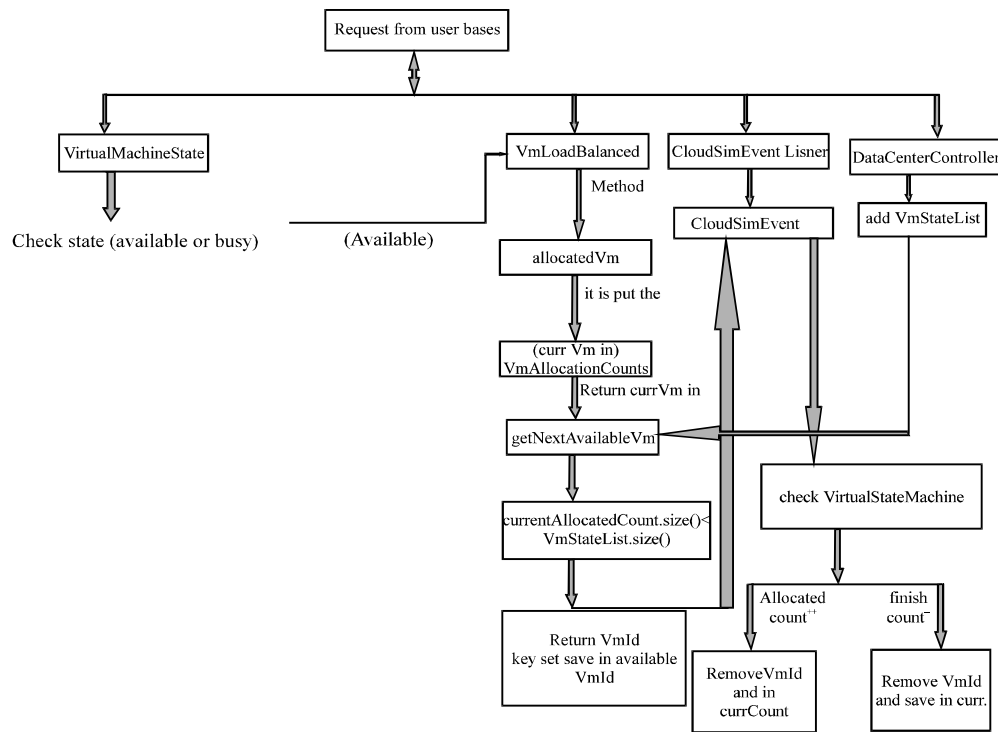 Request from user bases
VirtualMachineState
VmLoadBalanced
CloudSimEvent Lisner
DataCenterController
Method
add VmStateList
CloudSimEvent
Check state (available or busy)
(Available)
allocatedVm
it is put the
(curr Vm in)
VmAllocationCounts
Return currVm in
getNextAvailableVm
check VirtualStateMachine
currentAllocatedCount.size()<
VmStateList.size()
Allocated
count++
finish
count–
Return VmId
key set save in available
VmId
RemoveVmId
and in
currCount
Remove VmId
and save in curr.